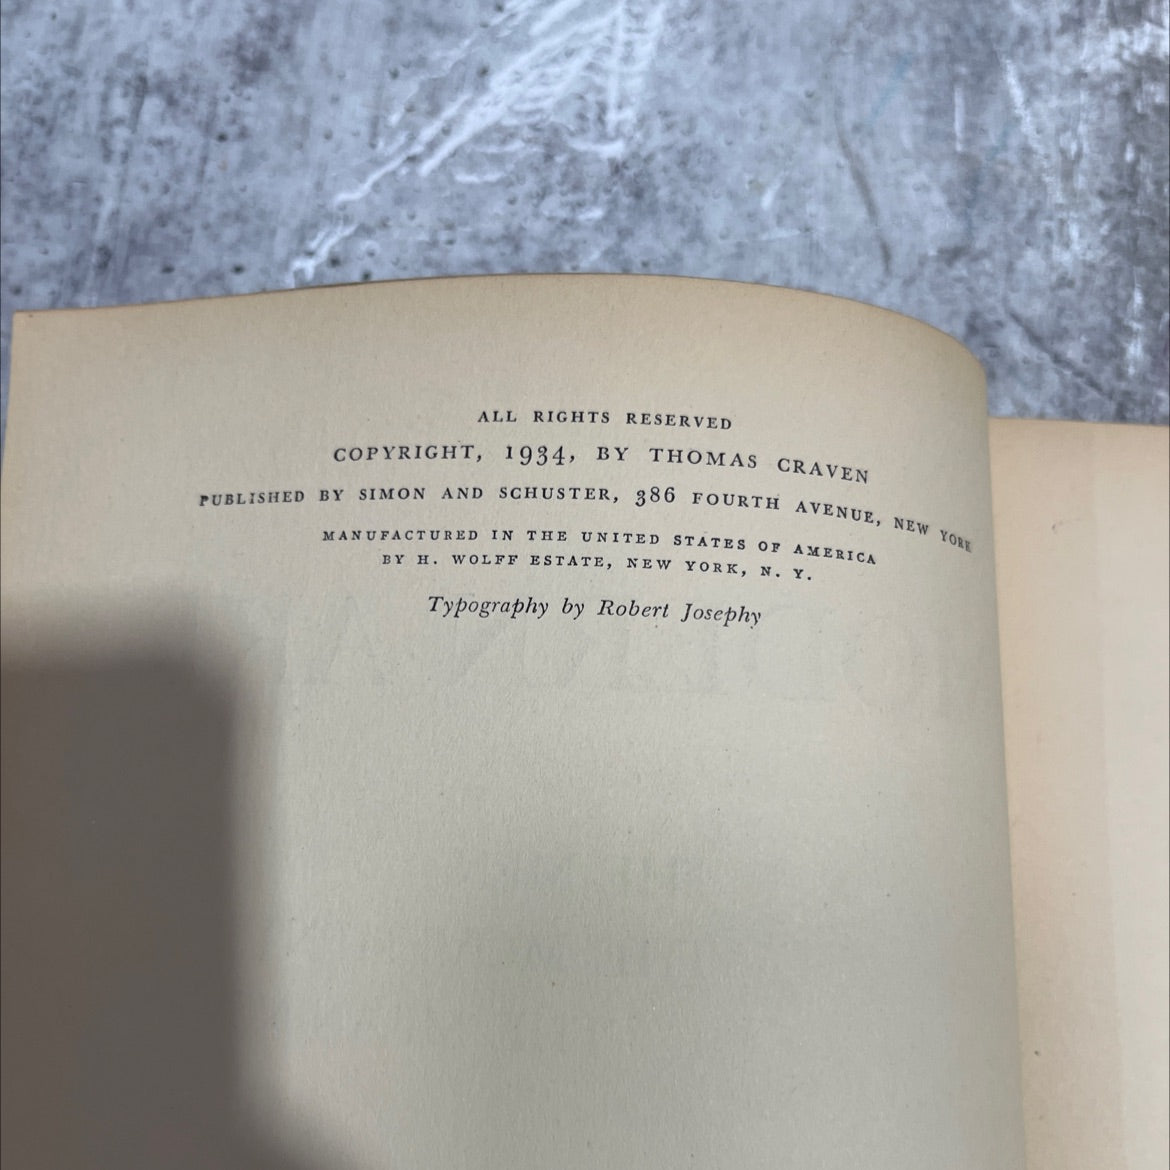 ALL RIGHTS RESERVED
COPYRIGHT, 1934, BY THOMAS CRAVEN
PUBLISHED BY SIMON AND SCHUSTER, 386 FOURTH AVENUE, NEW YORK
MANUFACTURED IN THE UNITED STATES OF AMERICA
BY H. WOLFF ESTATE, NEW YORK, N. Y.
Typography by Robert Josephy